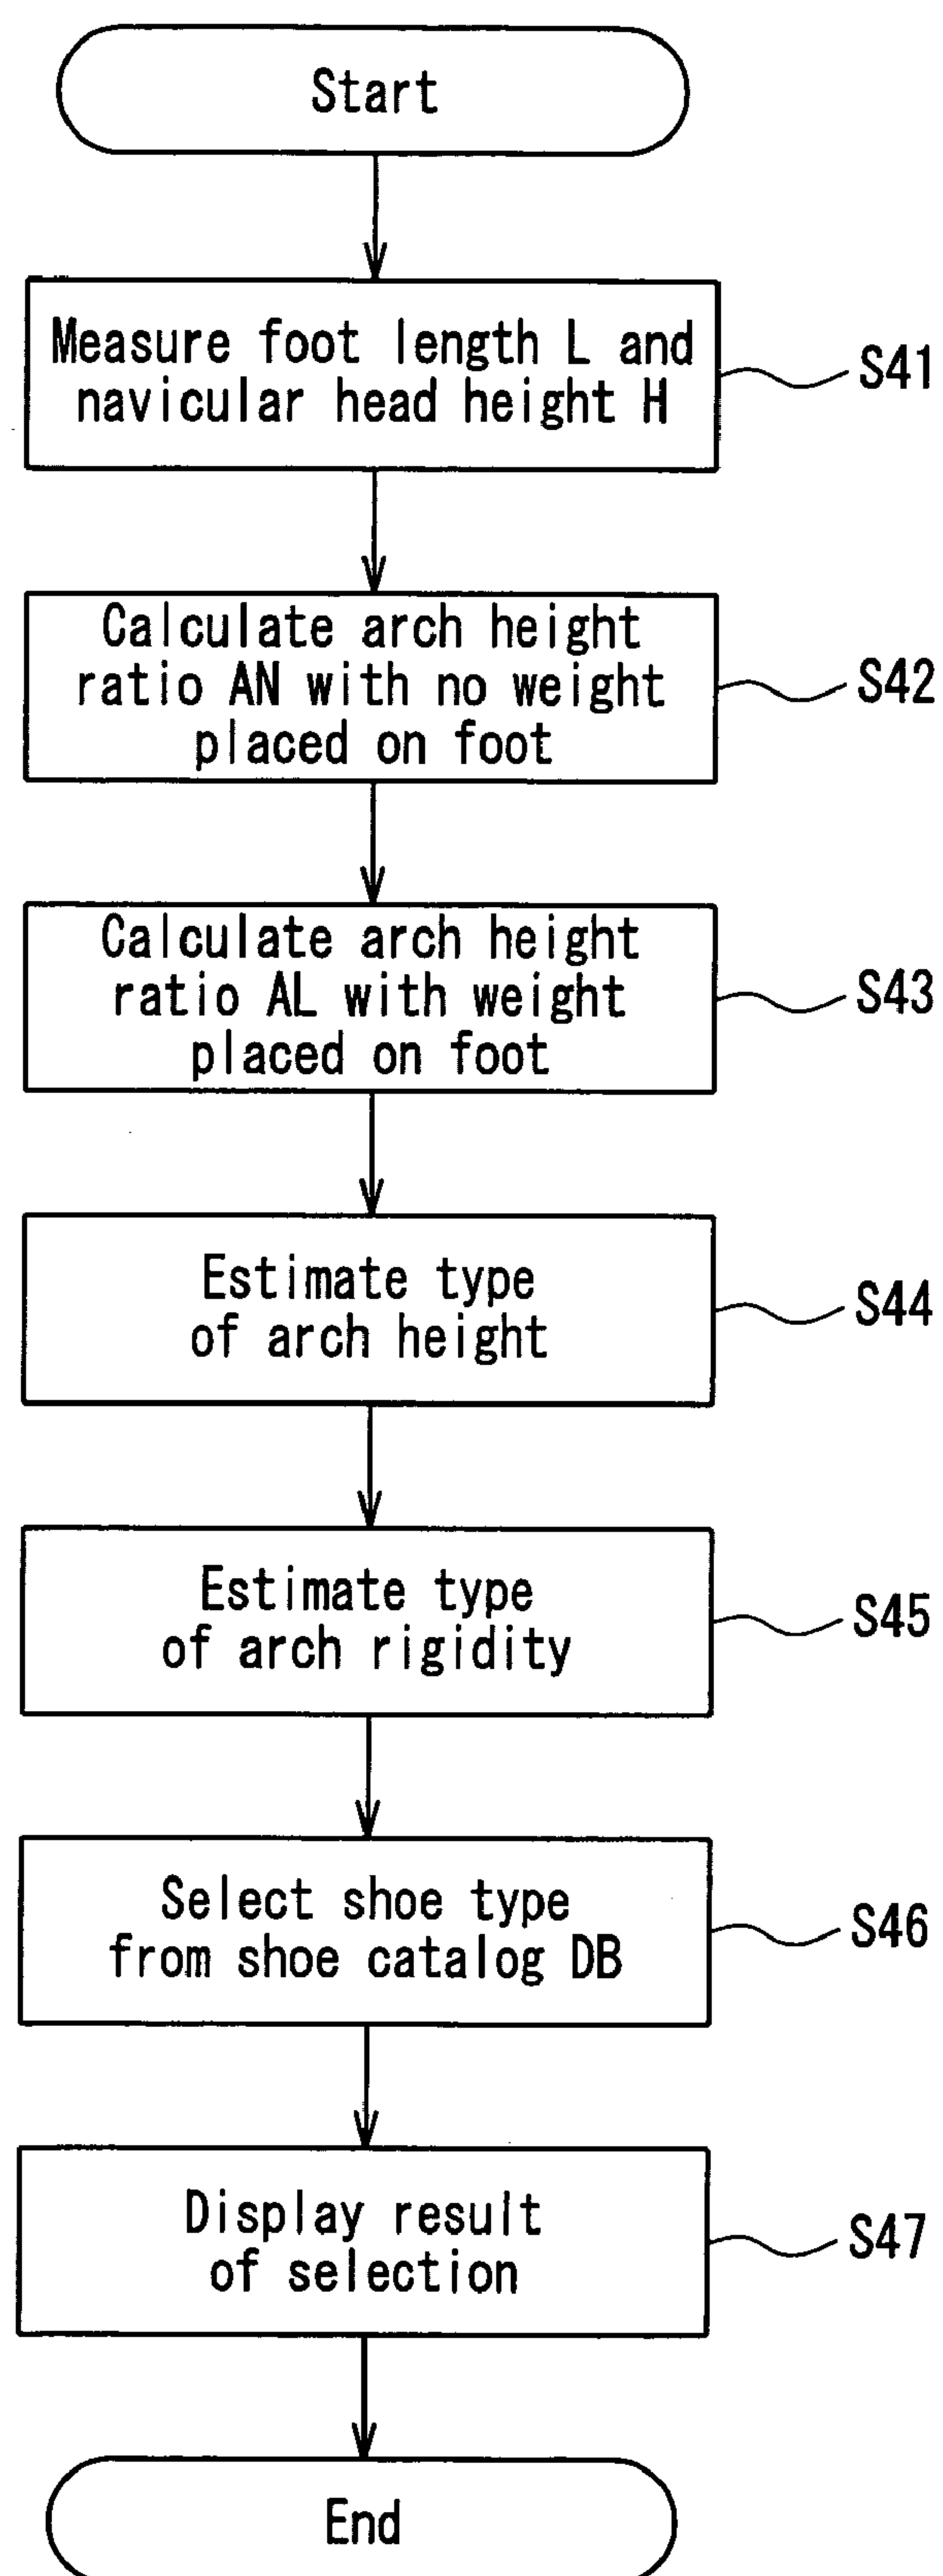 Start
Measure foot length L and
navicular head height H
S41
Calculate arch height
ratio AN with no weight
placed on foot
S42
Calculate arch height
ratio AL with weight
placed on foot
S43
Estimate type
of arch height
S44
Estimate type
of arch rigidity
S45
Select shoe type
from shoe catalog DB
S46
Display result
of selection
S47
End